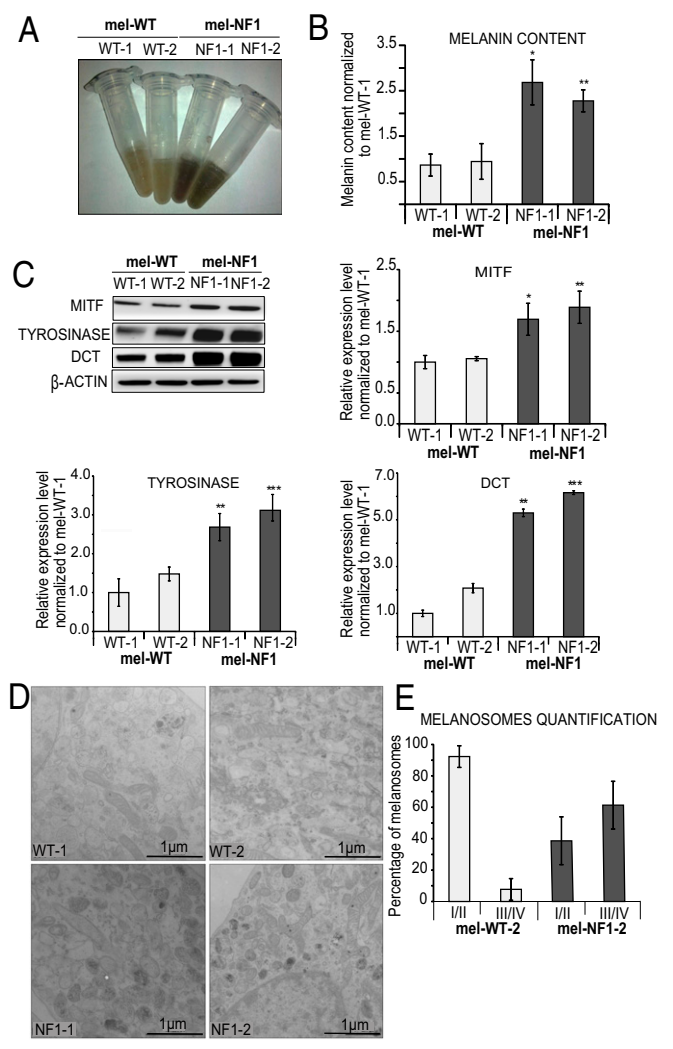 A
mel-WT mel-NF1
WT-1 WT-2 NF1-1 NF1-2
B
MELANIN CONTENT
Melanin content normalized
to mel-WT-1
3.5
2.5
1.5
0.5
* **
WT-1 WT-2 NF1-1 NF1-2
mel-WT mel-NF1
C
mel-WT mel-NF1
WT-1 WT-2 NF1-1 NF1-2
MITF
TYROSINASE
DCT
β-ACTIN
MITF
Relative expression level
normalized to mel-WT-1
2.5
1.5
0.5
0.0
* **
WT-1 WT-2 NF1-1 NF1-2
mel-WT mel-NF1
TYROSINASE
Relative expression level
normalized to mel-WT-1
4.0
3.0
2.0
1.0
0.0
** ***
WT-1 WT-2 NF1-1 NF1-2
mel-WT mel-NF1
DCT
Relative expression level
normalized to mel-WT-1
7.0
5.0
3.0
1.0
** ***
WT-1 WT-2 NF1-1 NF1-2
mel-WT mel-NF1
D
WT-1 1µm
WT-2 1µm
NF1-1 1µm
NF1-2 1µm
E
MELANOSOMES QUANTIFICATION
Percentage of melanosomes
100
80
60
40
20
0
I/II III/IV I/II III/IV
mel-WT-2 mel-NF1-2